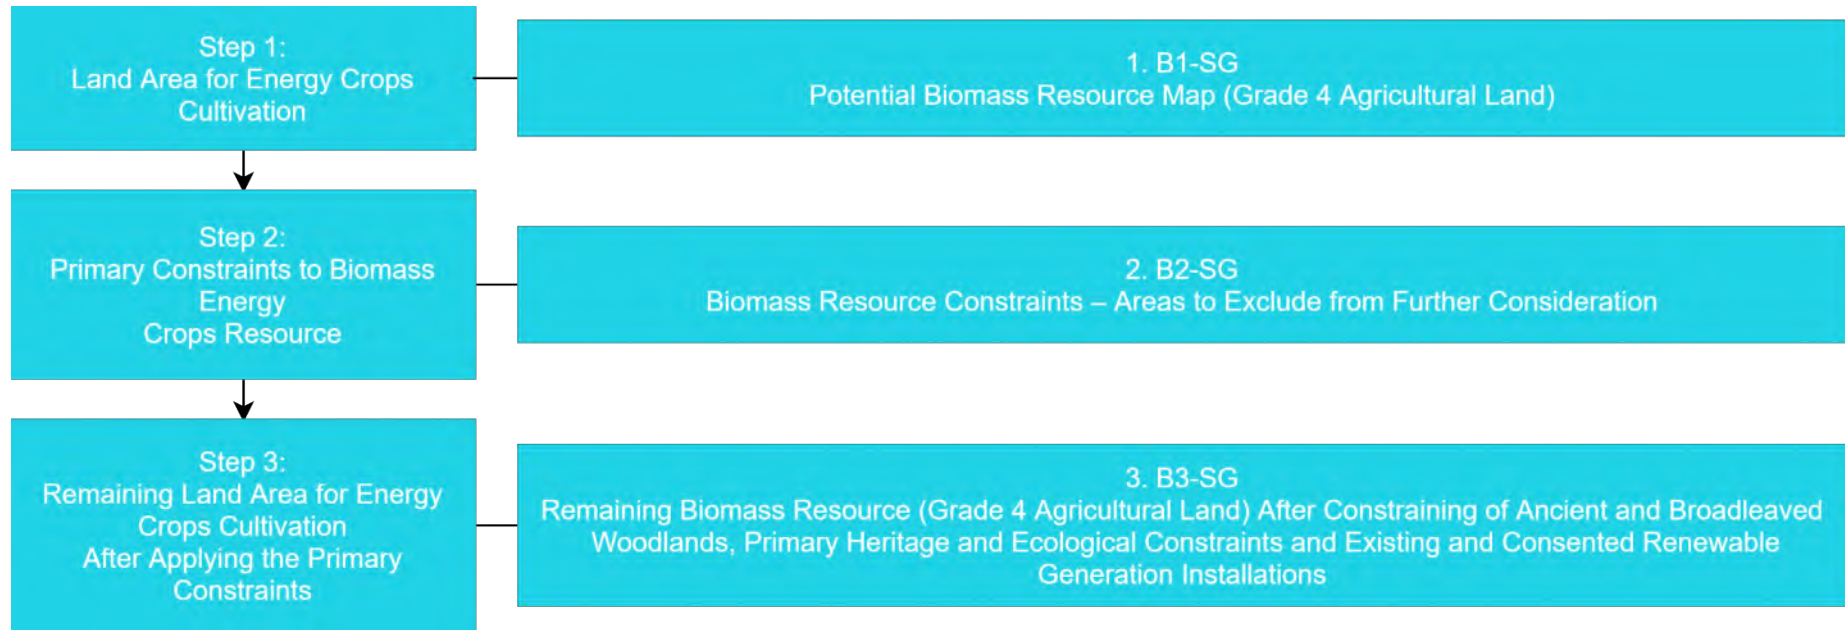 Step 1:
Land Area for Energy Crops
Cultivation
1. B1-SG
Potential Biomass Resource Map (Grade 4 Agricultural Land)
Step 2:
Primary Constraints to Biomass
Energy
Crops Resource
2. B2-SG
Biomass Resource Constraints – Areas to Exclude from Further Consideration
Step 3:
Remaining Land Area for Energy
Crops Cultivation
After Applying the Primary
Constraints
3. B3-SG
Remaining Biomass Resource (Grade 4 Agricultural Land) After Constraining of Ancient and Broadleaved
Woodlands, Primary Heritage and Ecological Constraints and Existing and Consented Renewable
Generation Installations